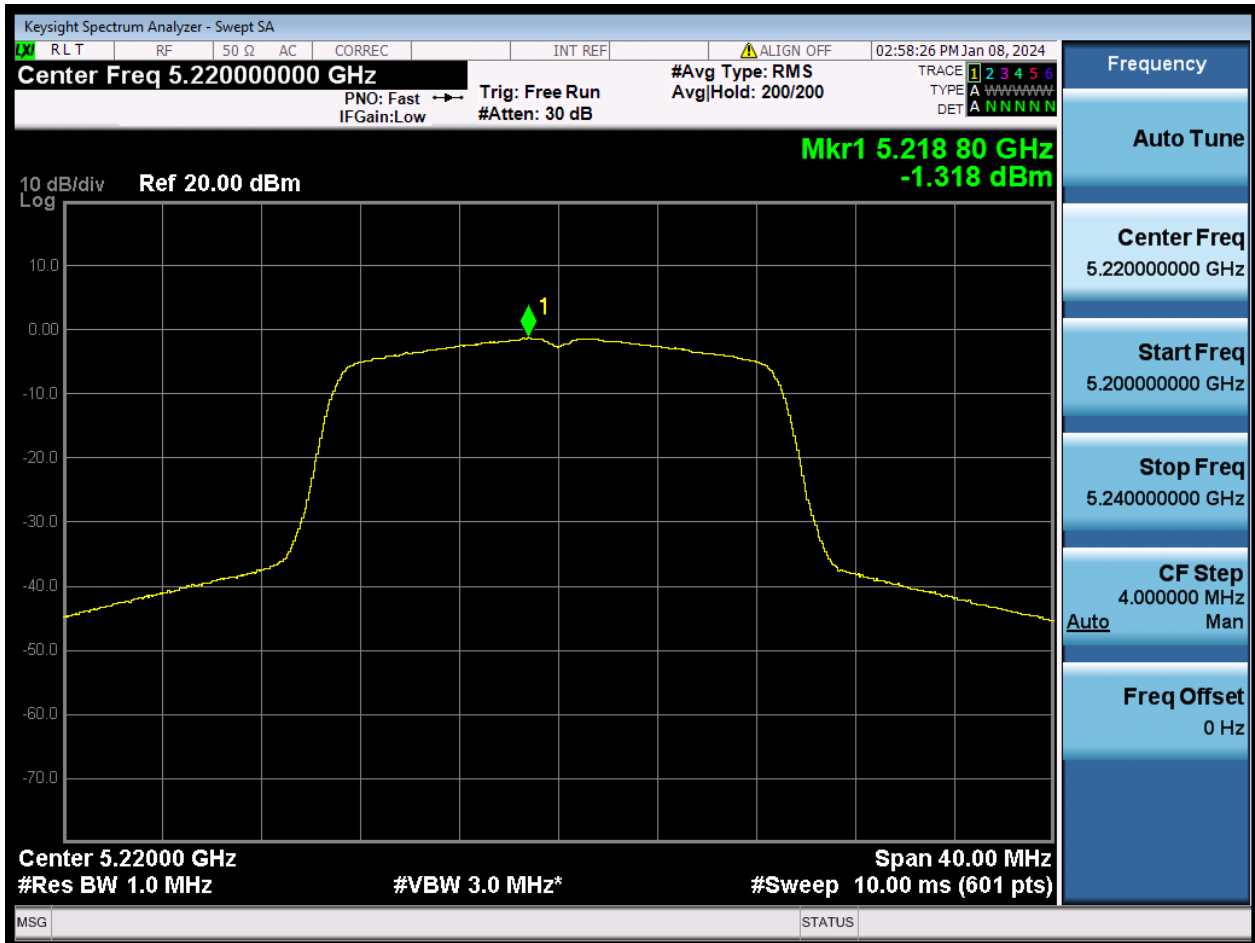 Keysight Spectrum Analyzer - Swept SA
LXI RLT RF 50 Ω AC CORREC INT REF ALIGN OFF 02:58:26 PM Jan 08, 2024
Center Freq 5.220000000 GHz
PNO: Fast
IFGain:Low
Trig: Free Run
#Atten: 30 dB
#Avg Type: RMS
Avg|Hold: 200/200
TRACE 1 2 3 4 5 6
TYPE A WWWWW
DET A N N N N N
Frequency
Mkr1 5.218 80 GHz
-1.318 dBm
10 dB/div Ref 20.00 dBm
Log
10.0
0.00
-10.0
-20.0
-30.0
-40.0
-50.0
-60.0
-70.0
1
Center 5.22000 GHz Span 40.00 MHz
#Res BW 1.0 MHz #VBW 3.0 MHz* #Sweep 10.00 ms (601 pts)
Auto Tune
Center Freq
5.220000000 GHz
Start Freq
5.200000000 GHz
Stop Freq
5.240000000 GHz
CF Step
4.000000 MHz
Auto Man
Freq Offset
0 Hz
MSG STATUS